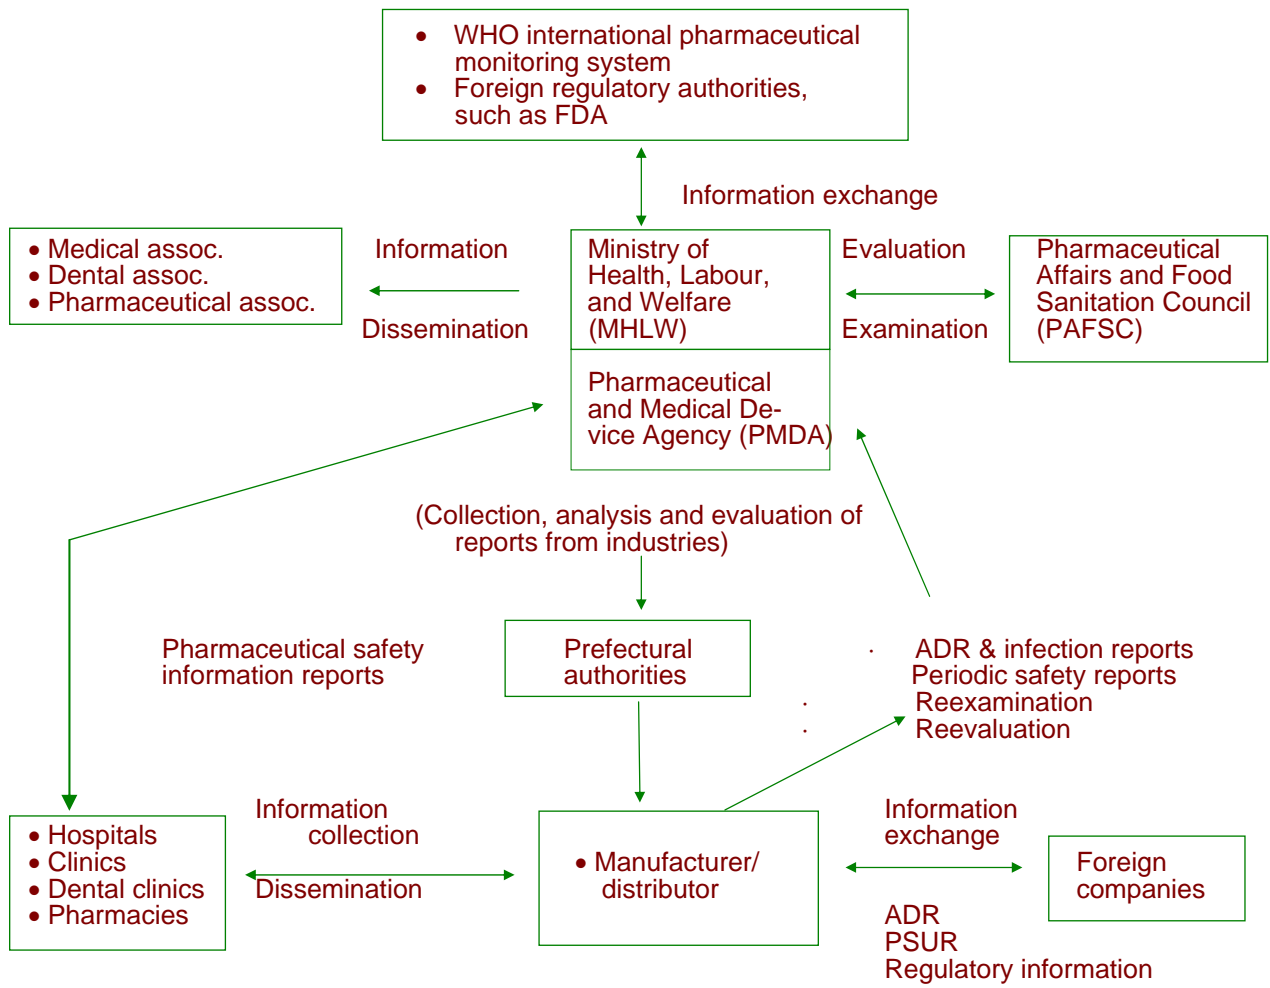 • WHO international pharmaceutical
monitoring system
• Foreign regulatory authorities,
such as FDA
Information exchange
• Medical assoc.
• Dental assoc.
• Pharmaceutical assoc.
Information
Dissemination
Ministry of
Health, Labour,
and Welfare
(MHLW)
Evaluation
Examination
Pharmaceutical
Affairs and Food
Sanitation Council
(PAFSC)
Pharmaceutical
and Medical De-
vice Agency (PMDA)
(Collection, analysis and evaluation of
reports from industries)
Pharmaceutical safety
information reports
Prefectural
authorities
· ADR & infection reports
Periodic safety reports
· Reexamination
· Reevaluation
• Hospitals
• Clinics
• Dental clinics
• Pharmacies
Information
collection
Dissemination
• Manufacturer/
distributor
Information
exchange
ADR
PSUR
Regulatory information
Foreign
companies